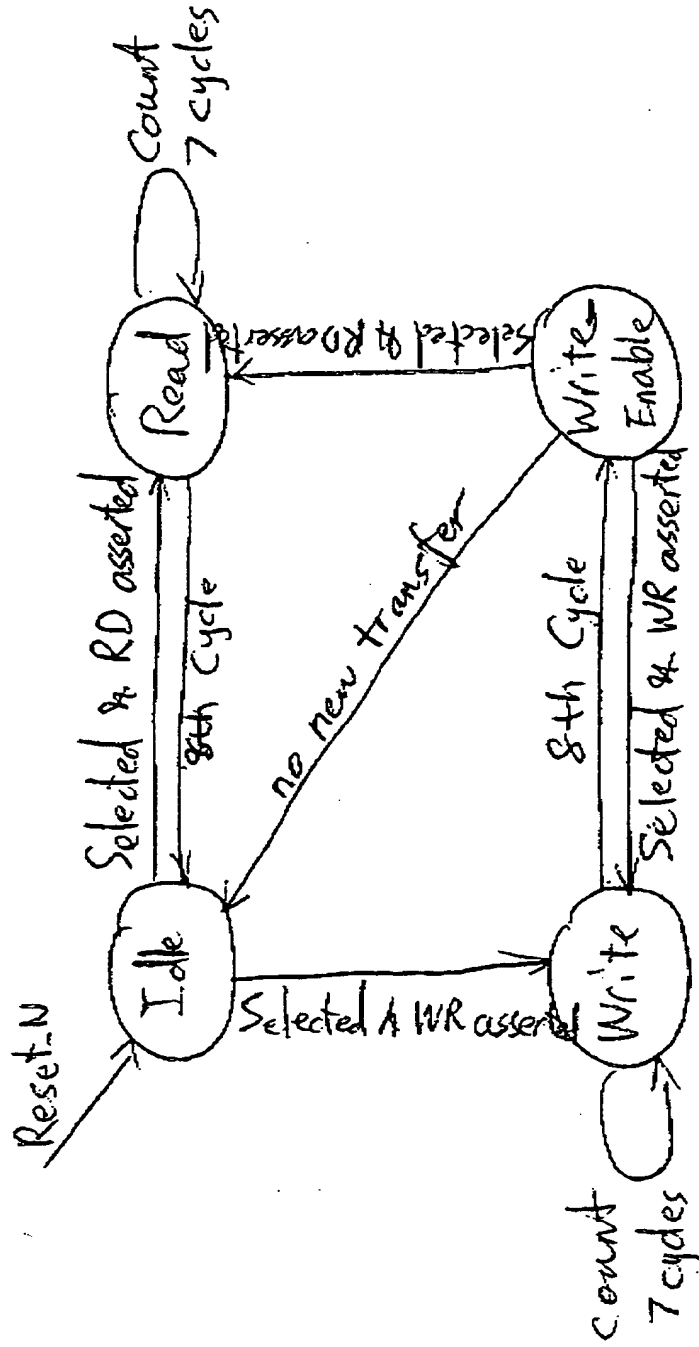 Reset_N
Idle
Selected & RD asserted
8th Cycle
Read
Count
7 cycles
Selected A WR asserted
no new transfer
Selected & RD asserted
Count
7 cycles
Write
8th Cycle
Selected & WR asserted
Write
Enable